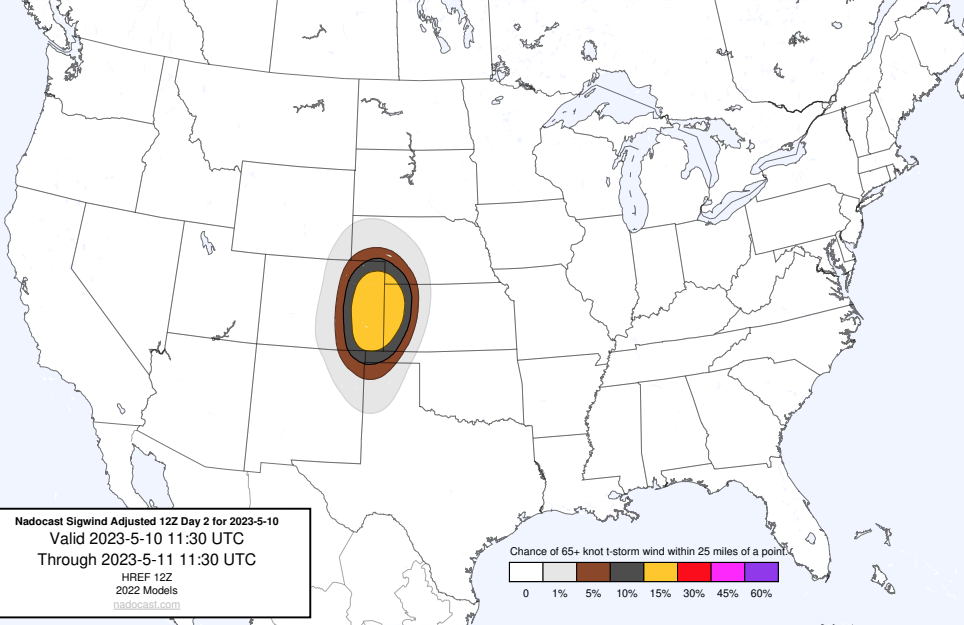 Nadocast Sigwind Adjusted 12Z Day 2 for 2023-5-10
Valid 2023-5-10 11:30 UTC
Through 2023-5-11 11:30 UTC
HREF 12Z
2022 Models
nadocast.com
Chance of 65+ knot t-storm wind within 25 miles of a point.
0 1% 5% 10% 15% 30% 45% 60%